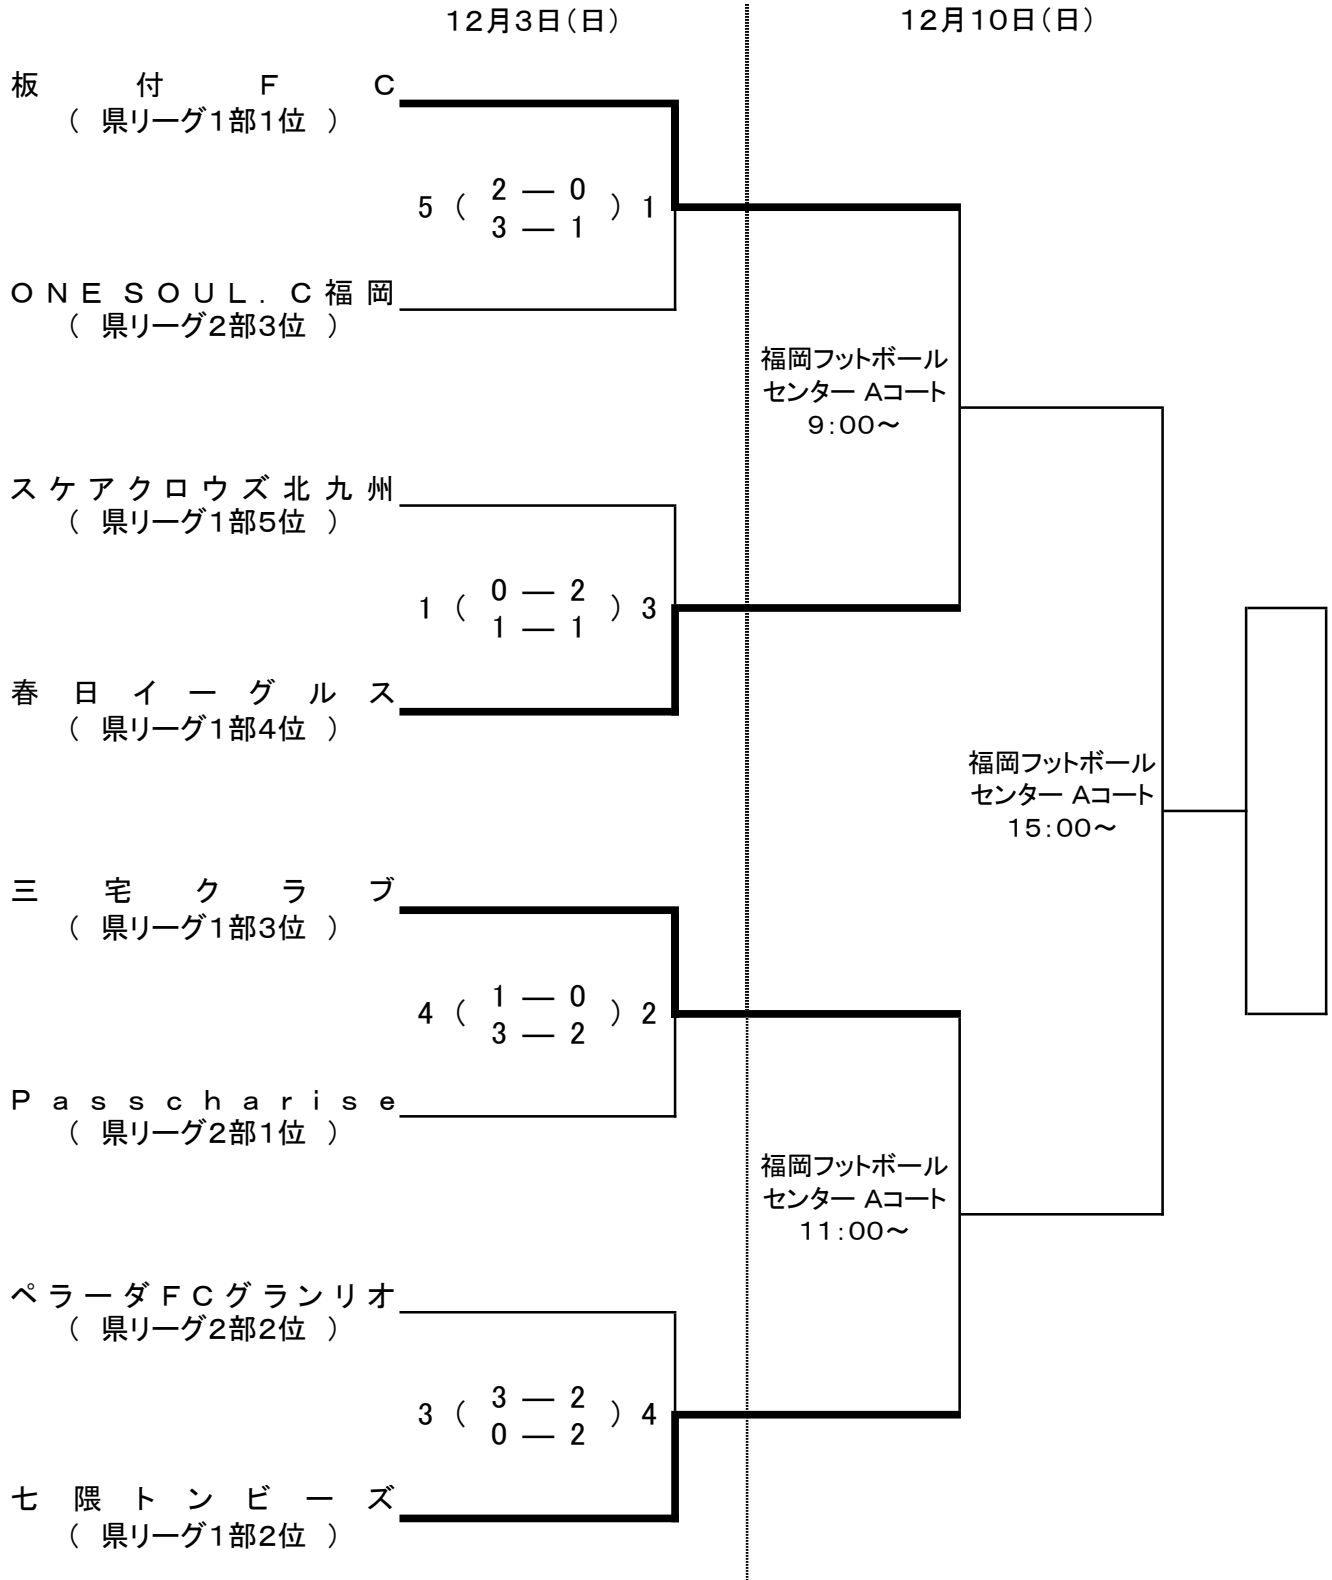 12月3日(日)
12月10日(日)
板付FC
( 県リーグ1部1位 )
5 ( 2 ― 0 ) 1
3 ― 1
ONE SOUL.C福岡
( 県リーグ2部3位 )
福岡フットボール
センター Aコート
9:00～
スケアクロウズ北九州
( 県リーグ1部5位 )
1 ( 0 ― 2 ) 3
1 ― 1
春日イーグルス
( 県リーグ1部4位 )
福岡フットボール
センター Aコート
15:00～
三宅クラブ
( 県リーグ1部3位 )
4 ( 1 ― 0 ) 2
3 ― 2
Passcharise
( 県リーグ2部1位 )
福岡フットボール
センター Aコート
11:00～
ペラーダFCグランリオ
( 県リーグ2部2位 )
3 ( 3 ― 2 ) 4
0 ― 2
七隈トンビーズ
( 県リーグ1部2位 )